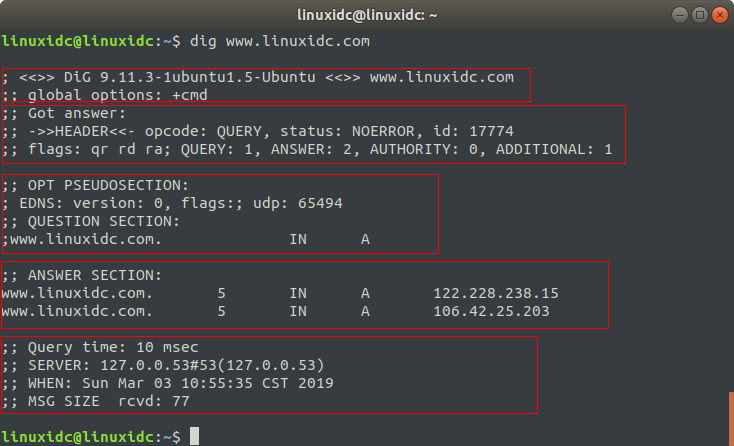 linuxidc@linuxidc: ~
linuxidc@linuxidc:~$ dig www.linuxidc.com
; <<>> DiG 9.11.3-1ubuntu1.5-Ubuntu <<>> www.linuxidc.com
;; global options: +cmd
;; Got answer:
;; ->>HEADER<<- opcode: QUERY, status: NOERROR, id: 17774
;; flags: qr rd ra; QUERY: 1, ANSWER: 2, AUTHORITY: 0, ADDITIONAL: 1
;; OPT PSEUDOSECTION:
; EDNS: version: 0, flags:; udp: 65494
;; QUESTION SECTION:
;www.linuxidc.com. IN A
;; ANSWER SECTION:
www.linuxidc.com. 5 IN A 122.228.238.15
www.linuxidc.com. 5 IN A 106.42.25.203
;; Query time: 10 msec
;; SERVER: 127.0.0.53#53(127.0.0.53)
;; WHEN: Sun Mar 03 10:55:35 CST 2019
;; MSG SIZE rcvd: 77
linuxidc@linuxidc:~$